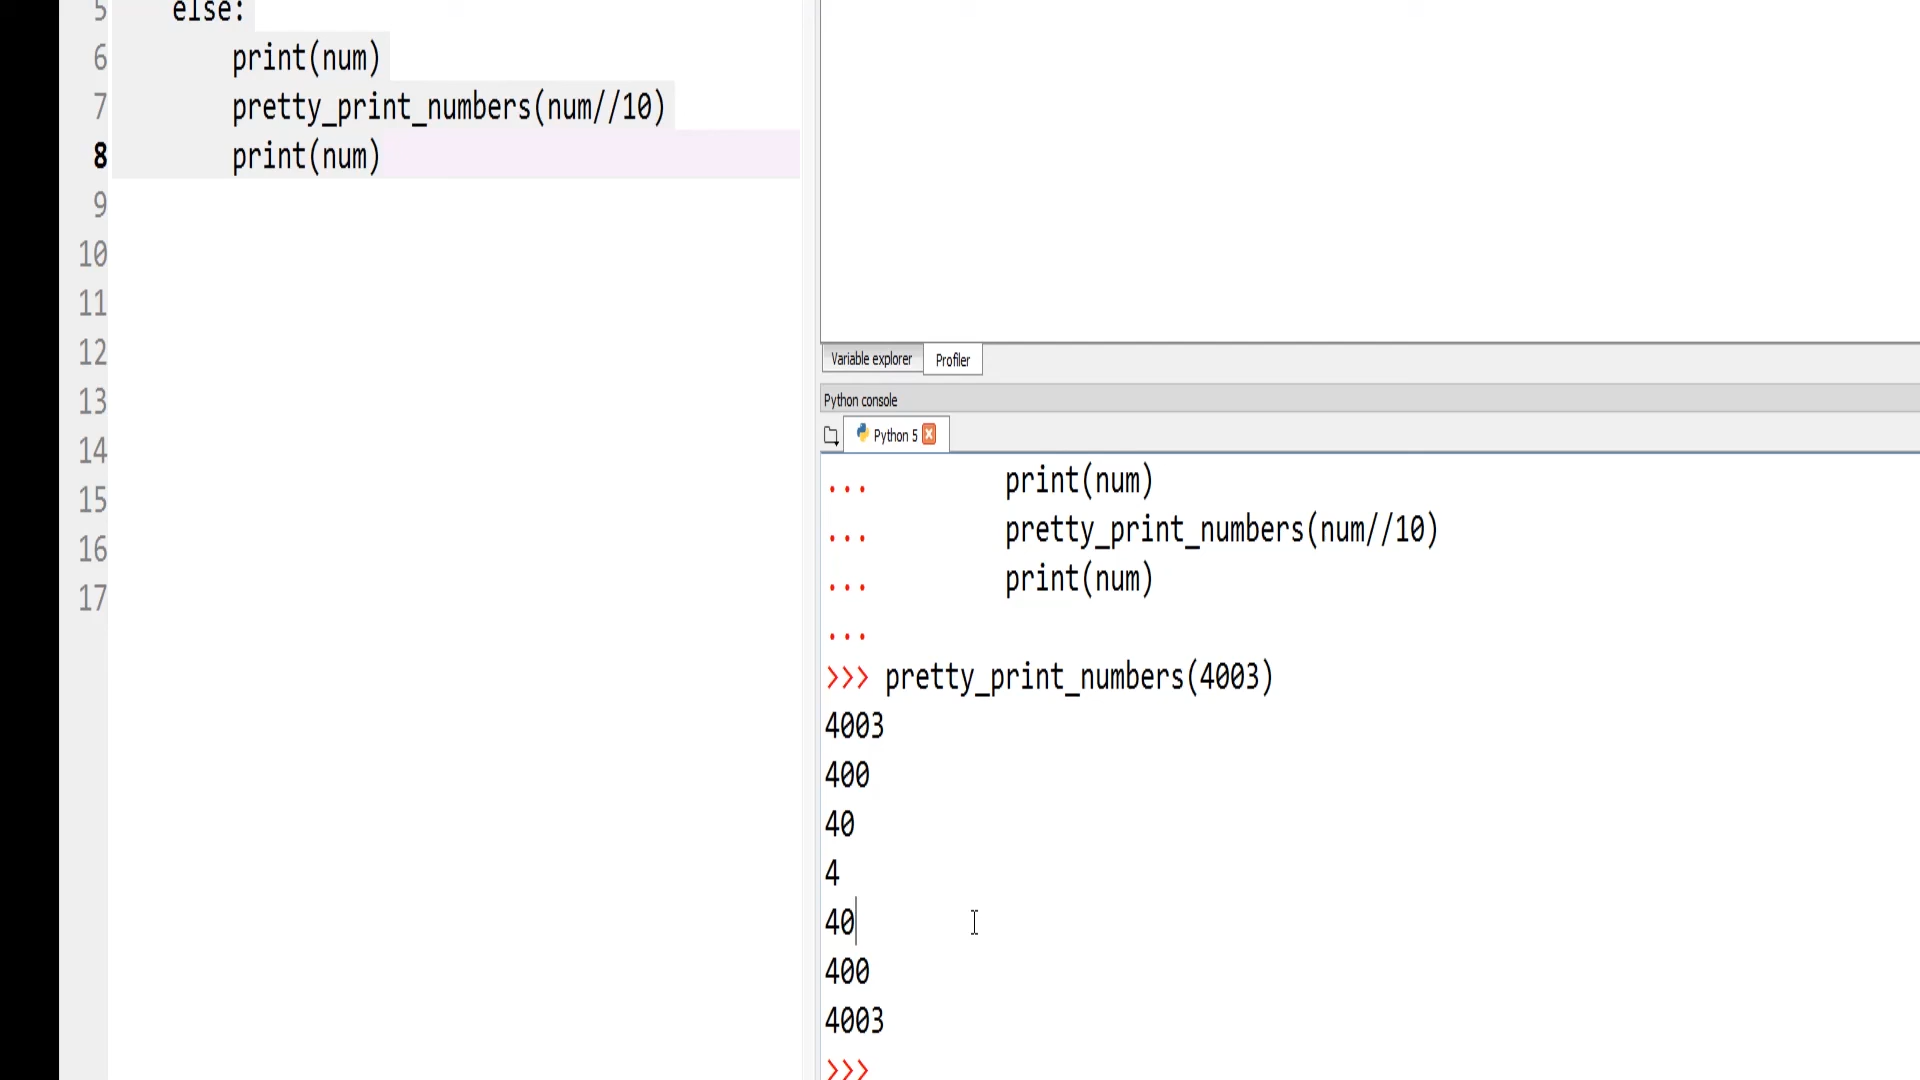 5 else:
6 print(num)
7 pretty_print_numbers(num//10)
8 print(num)
9
10
11
12
13
14
15
16
17
Variable explorer Profiler
Python console
Python 5
... print(num)
... pretty_print_numbers(num//10)
... print(num)
...
>>> pretty_print_numbers(4003)
4003
400
40
4
40
400
4003
>>>